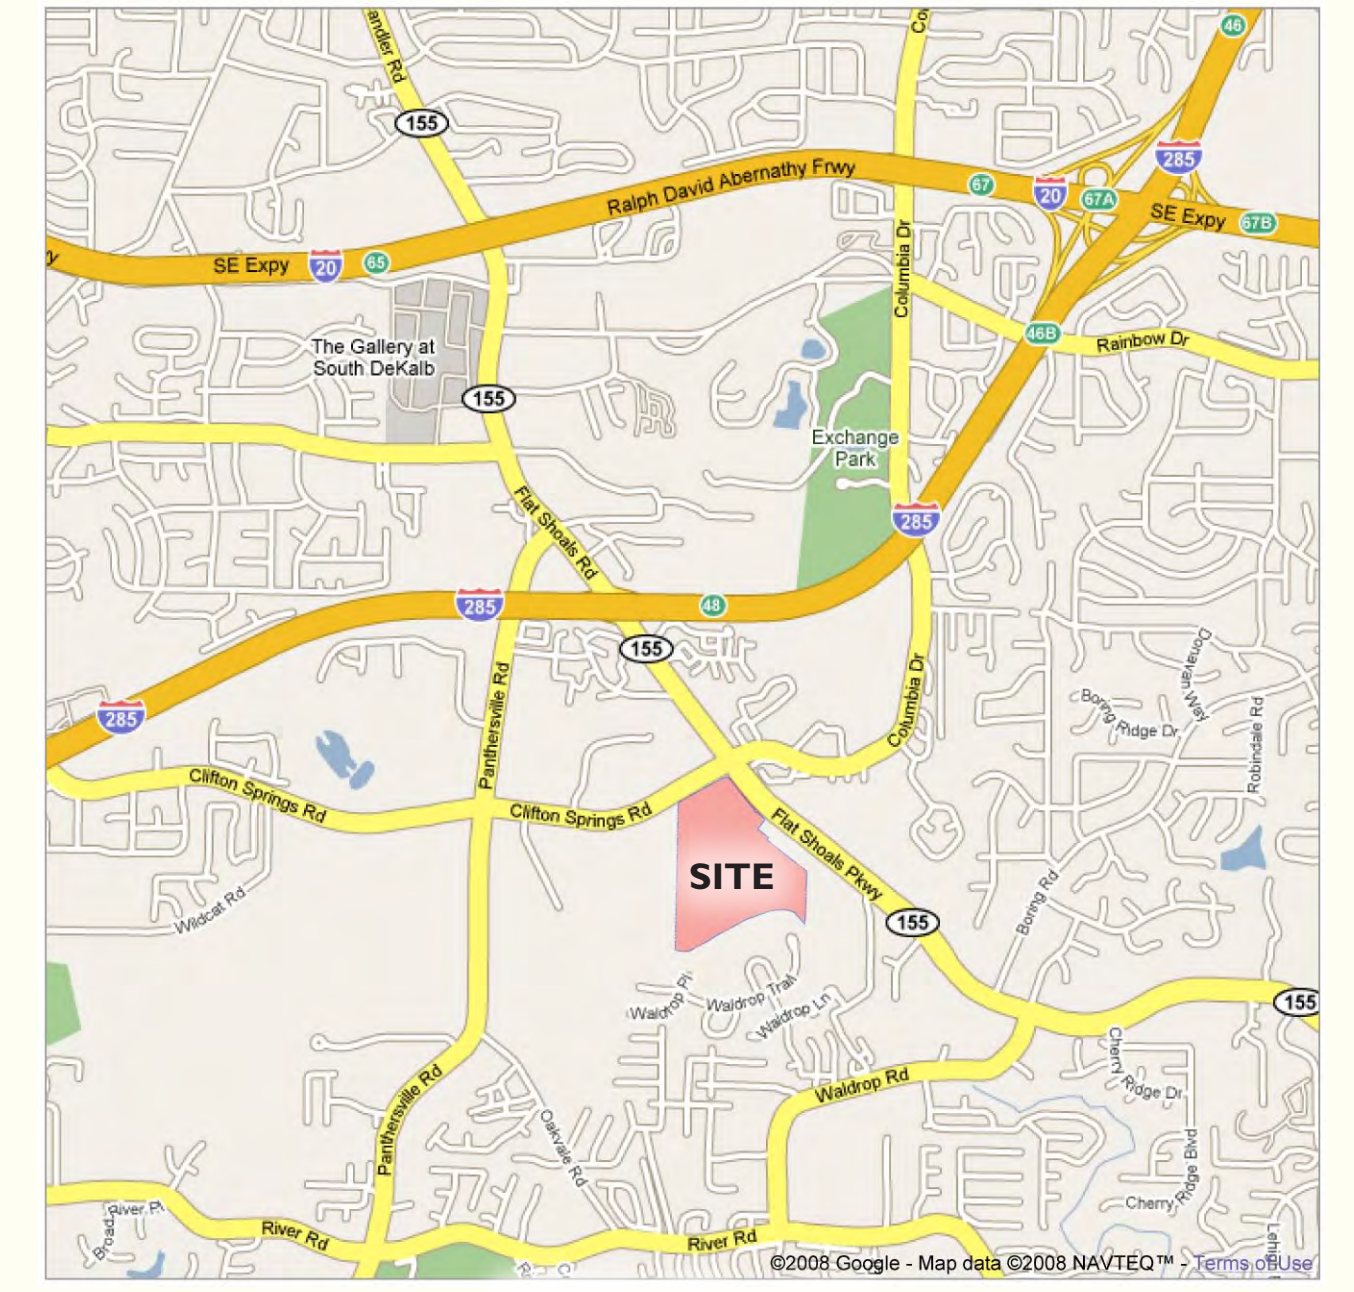 andler Rd
46
155
285
Ralph David Abernathy Frwy
67
20
67A
SE Expy
67B
SE Expy
20
65
Columbia Dr
46B
Rainbow Dr
The Gallery at
South DeKalb
155
Exchange
Park
Flat Shoals Rd
285
285
48
155
Donavan Way
Panthersville Rd
Columbia Dr
Boring Ridge Dr
Robindale Rd
285
Clifton Springs Rd
Clifton Springs Rd
Flat Shoals Pkwy
SITE
Wildcat Rd
Boring Rd
155
Waldrop Pl
Waldrop Trail
Waldrop Ln
155
Cherry Ridge Dr
Panthersville Rd
Waldrop Rd
Oakvale Rd
Cherry Ridge Blvd
Cherry
River Pl
Broad
River Rd
River Rd
©2008 Google - Map data ©2008 NAVTEQ™ - Terms of Use